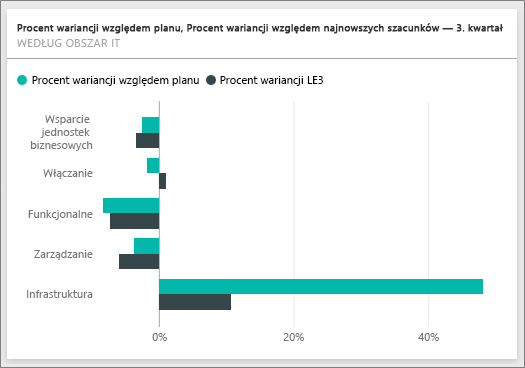 Procent wariancji względem planu, Procent wariancji względem najnowszych szacunków — 3. kwartał
WEDŁUG OBSZAR IT
Procent wariancji względem planu Procent wariancji LE3
Wsparcie
jednostek
biznesowych
Włączanie
Funkcjonalne
Zarządzanie
Infrastruktura
0% 20% 40%